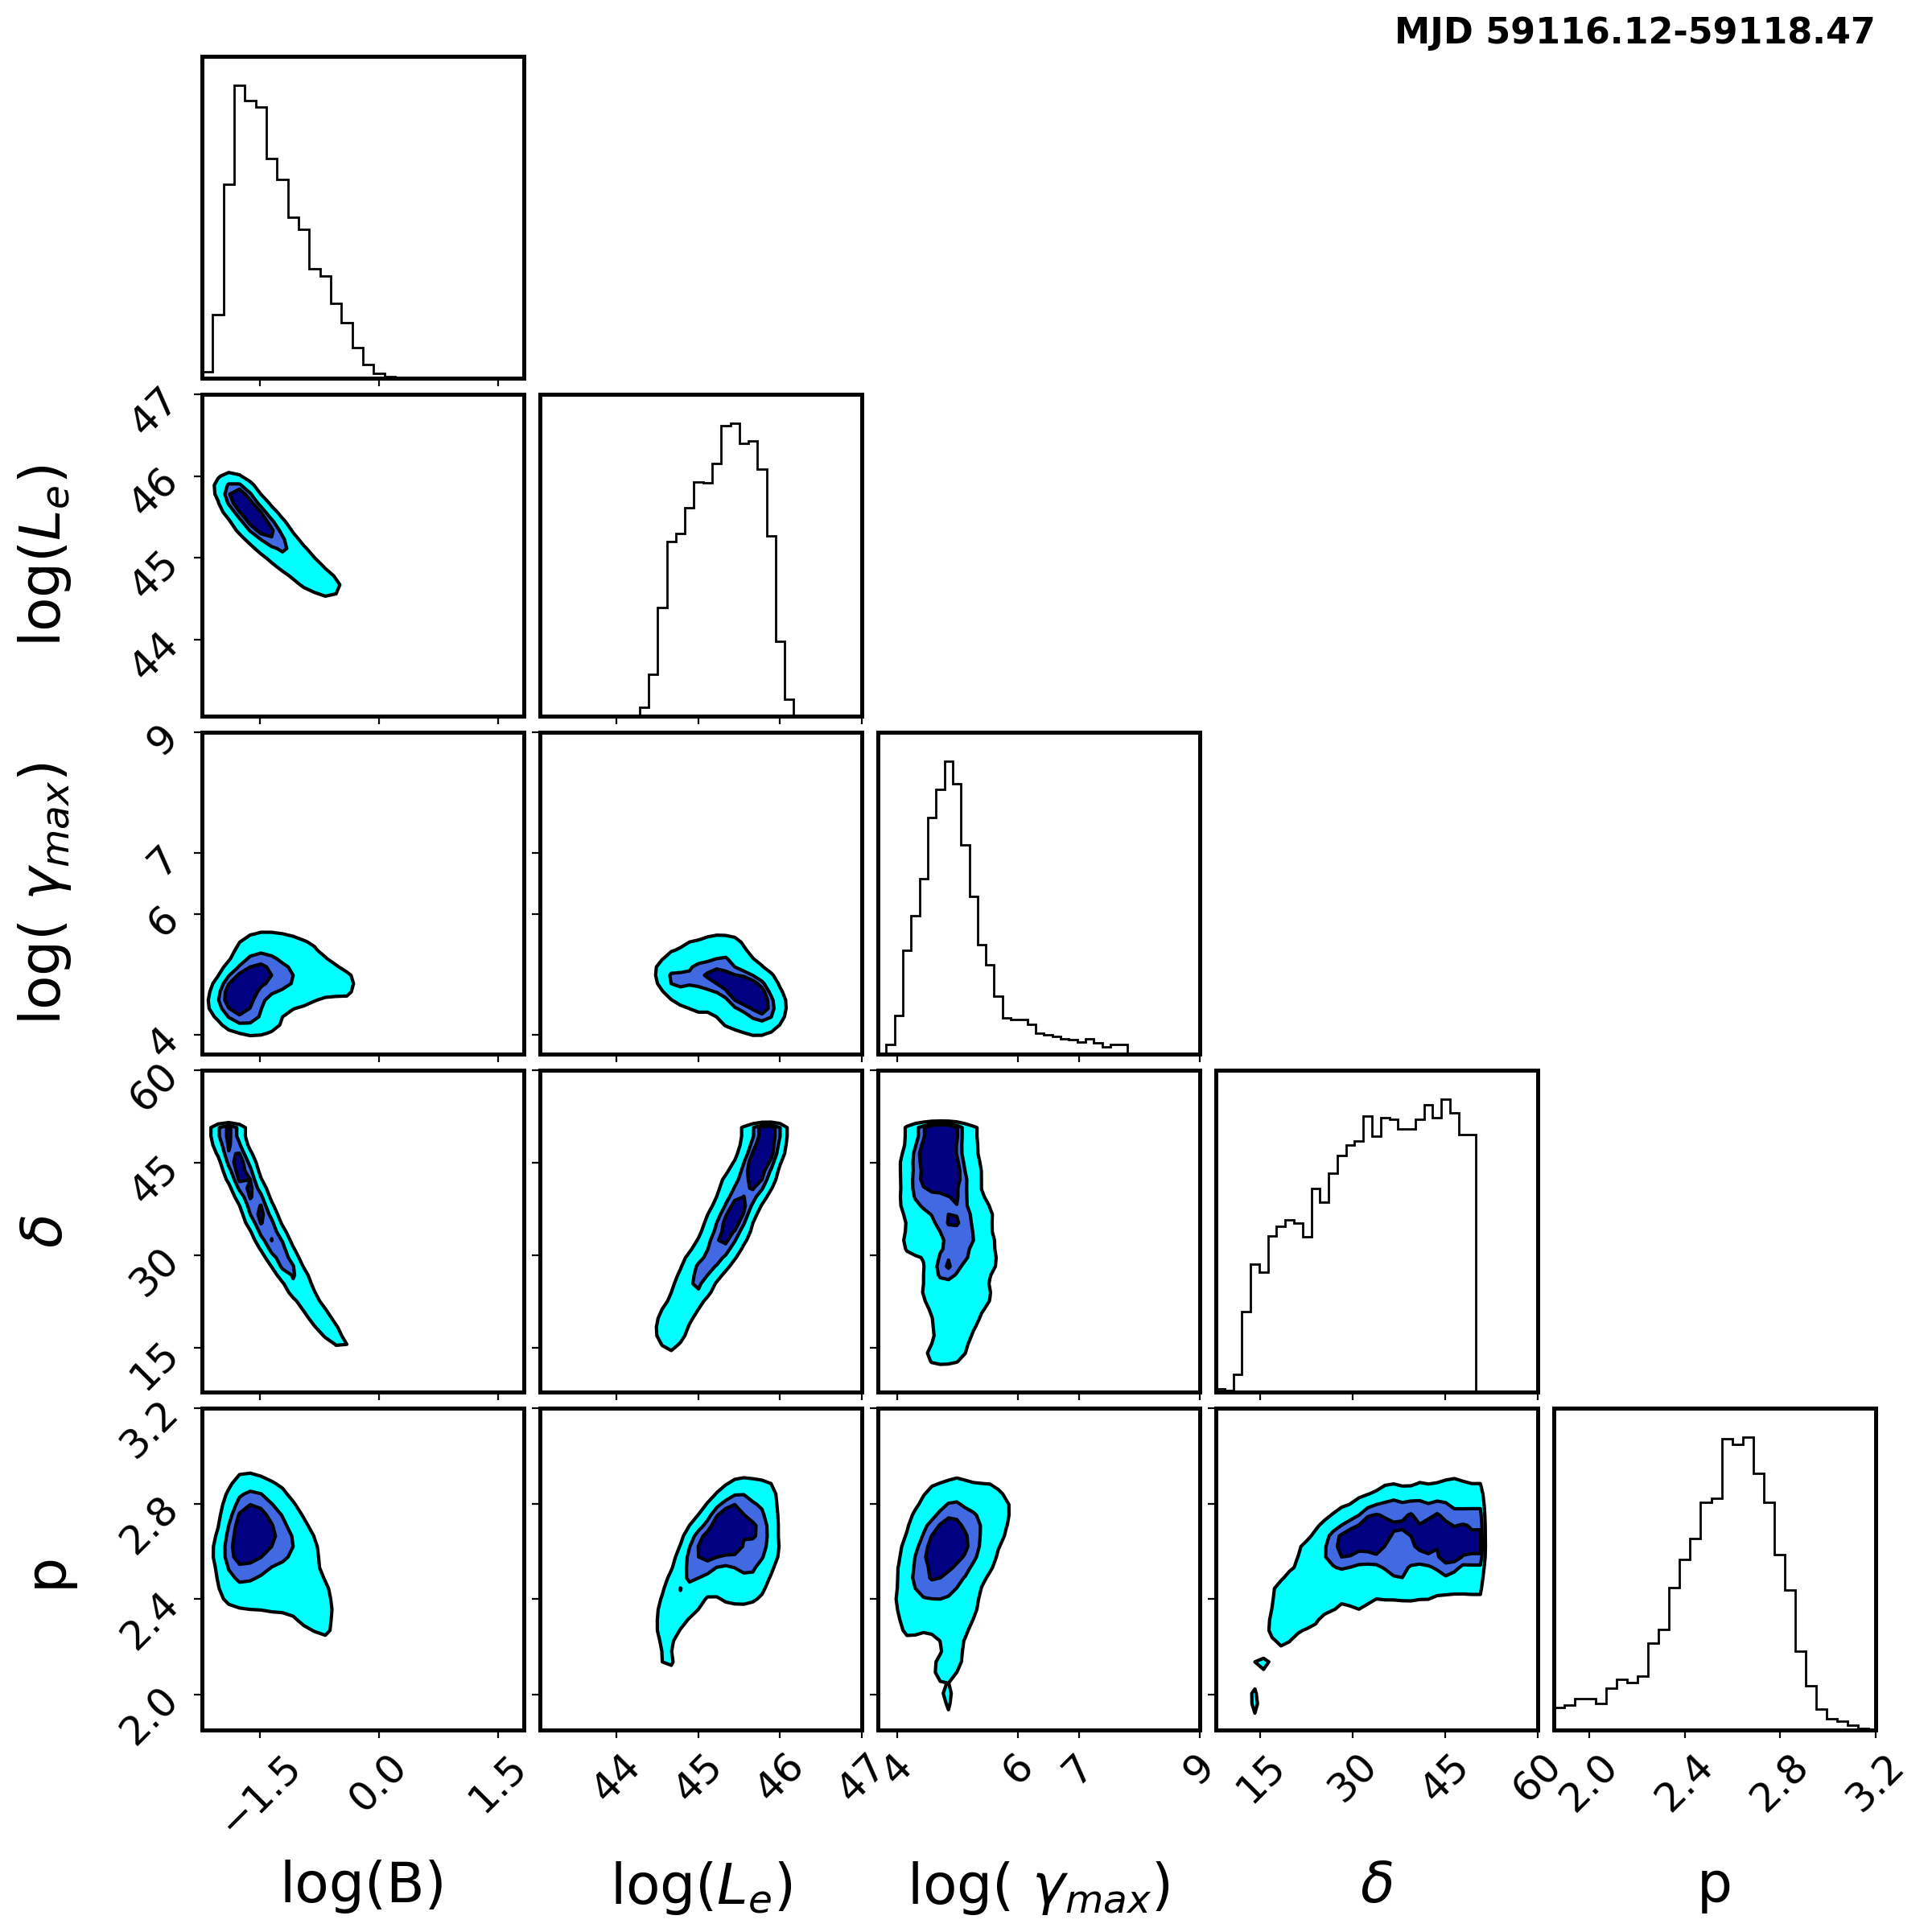 MJD 59116.12-59118.47
47
46
45
44
log(Lₑ)
9
7
6
4
log( γₘₐₓ)
60
45
30
15
δ
3.2
2.8
2.4
2.0
p
−1.5 0.0 1.5 44 45 46 47 4 6 7 9 15 30 45 60 2.0 2.4 2.8 3.2
log(B) log(Lₑ) log( γₘₐₓ) δ p